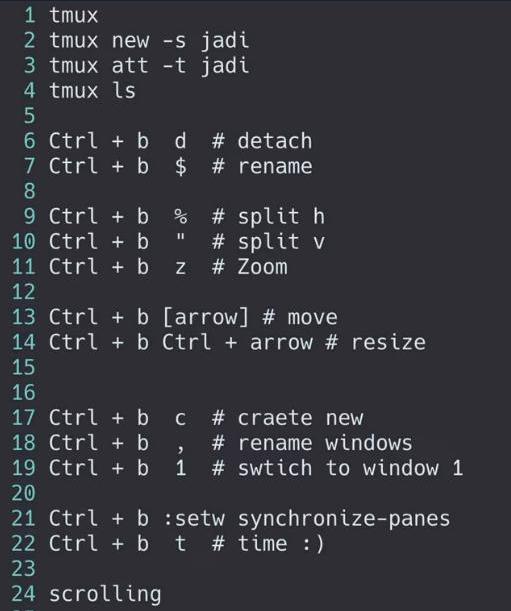 1 tmux
2 tmux new -s jadi
3 tmux att -t jadi
4 tmux ls
5
6 Ctrl + b  d  # detach
7 Ctrl + b  $  # rename
8
9 Ctrl + b  %  # split h
10 Ctrl + b  "  # split v
11 Ctrl + b  z  # Zoom
12
13 Ctrl + b [arrow] # move
14 Ctrl + b Ctrl + arrow # resize
15
16
17 Ctrl + b  c  # craete new
18 Ctrl + b  ,  # rename windows
19 Ctrl + b  1  # swtich to window 1
20
21 Ctrl + b :setw synchronize-panes
22 Ctrl + b  t  # time :)
23
24 scrolling